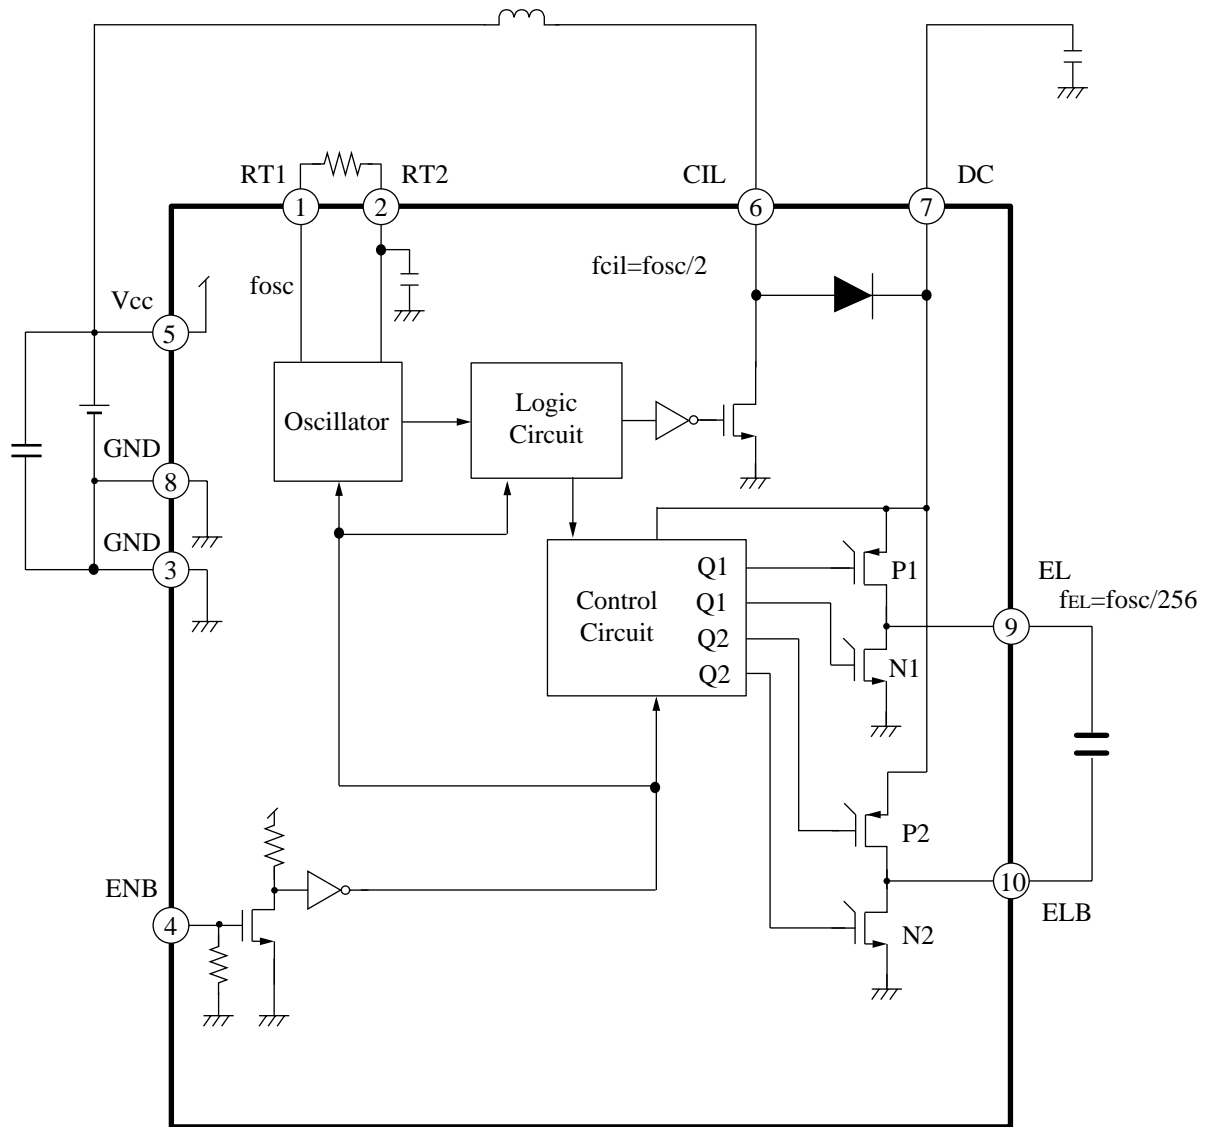 RT1
RT2
CIL
DC
1
2
6
7
fosc
fcil=fosc/2
Vcc
5
Oscillator
Logic
Circuit
GND
8
GND
3
Control
Circuit
Q1
Q1
Q2
Q2
P1
N1
EL
fEL=fosc/256
9
P2
N2
ENB
4
10
ELB